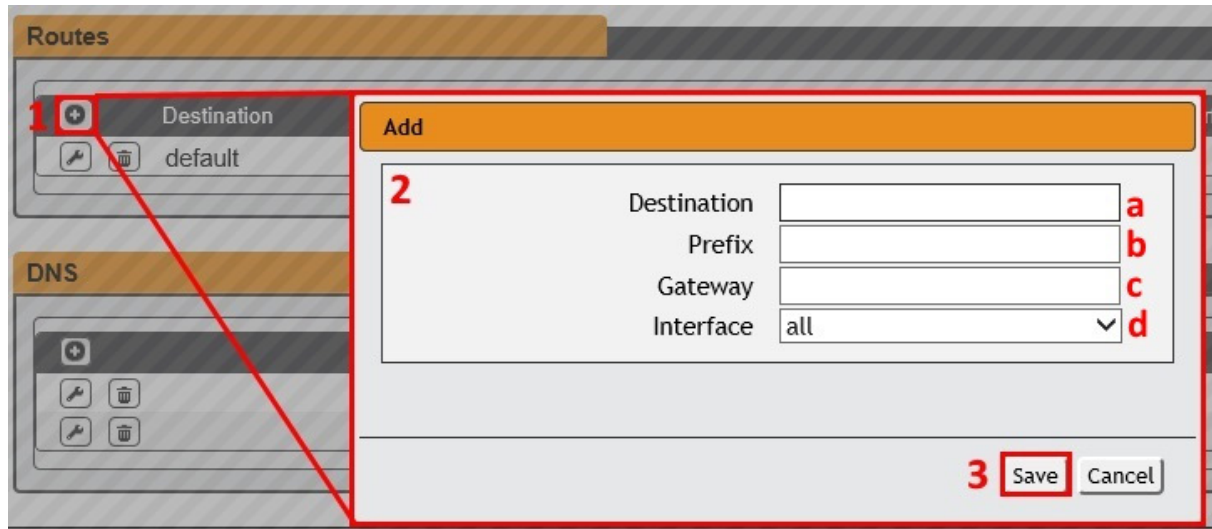 Routes
1 Destination
default
Add
2
Destination a
Prefix b
Gateway c
Interface all d
DNS
3 Save Cancel